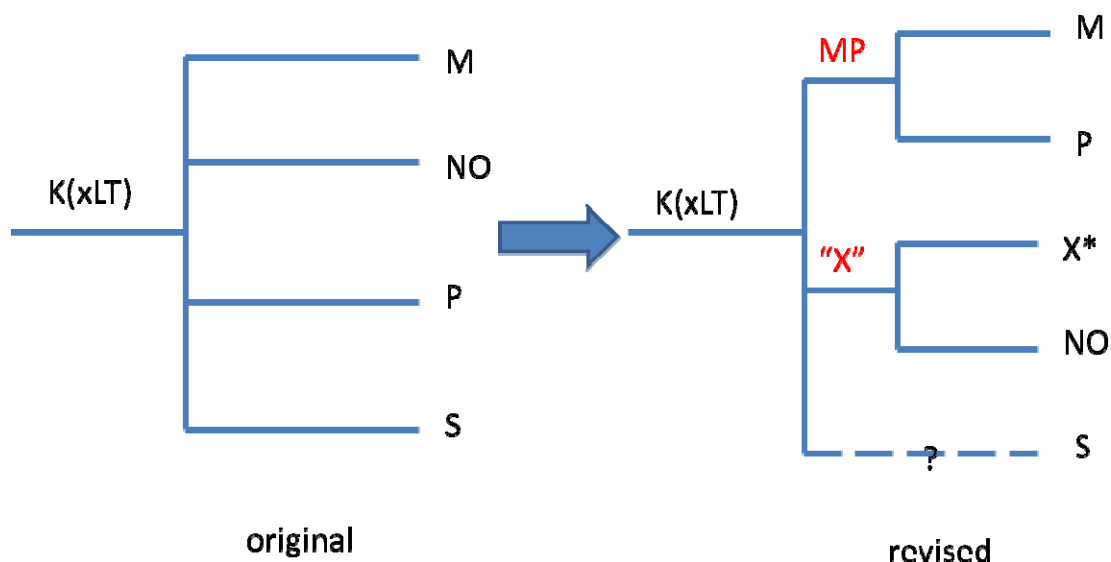 K(xLT)
M
NO
P
S
original
K(xLT)
MP
M
P
"X"
X*
NO
?
S
revised